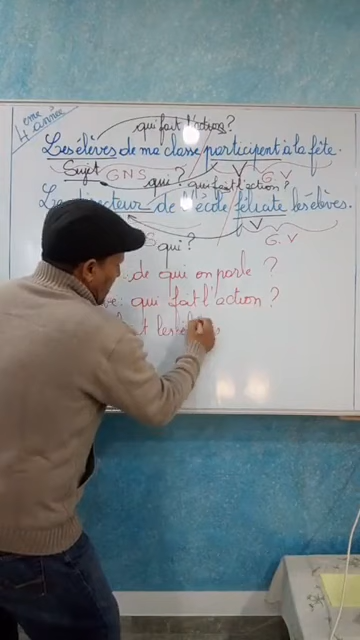 4ème année
qui fait l'action?
Les élèves de ma classe participent à la fête.
Sujet GNS V G.V
qui? qui fait l'action?
directeur de l'école félicite les élèves.
qui? V G.V
de qui on parle ?
qui fait l'action ?
les